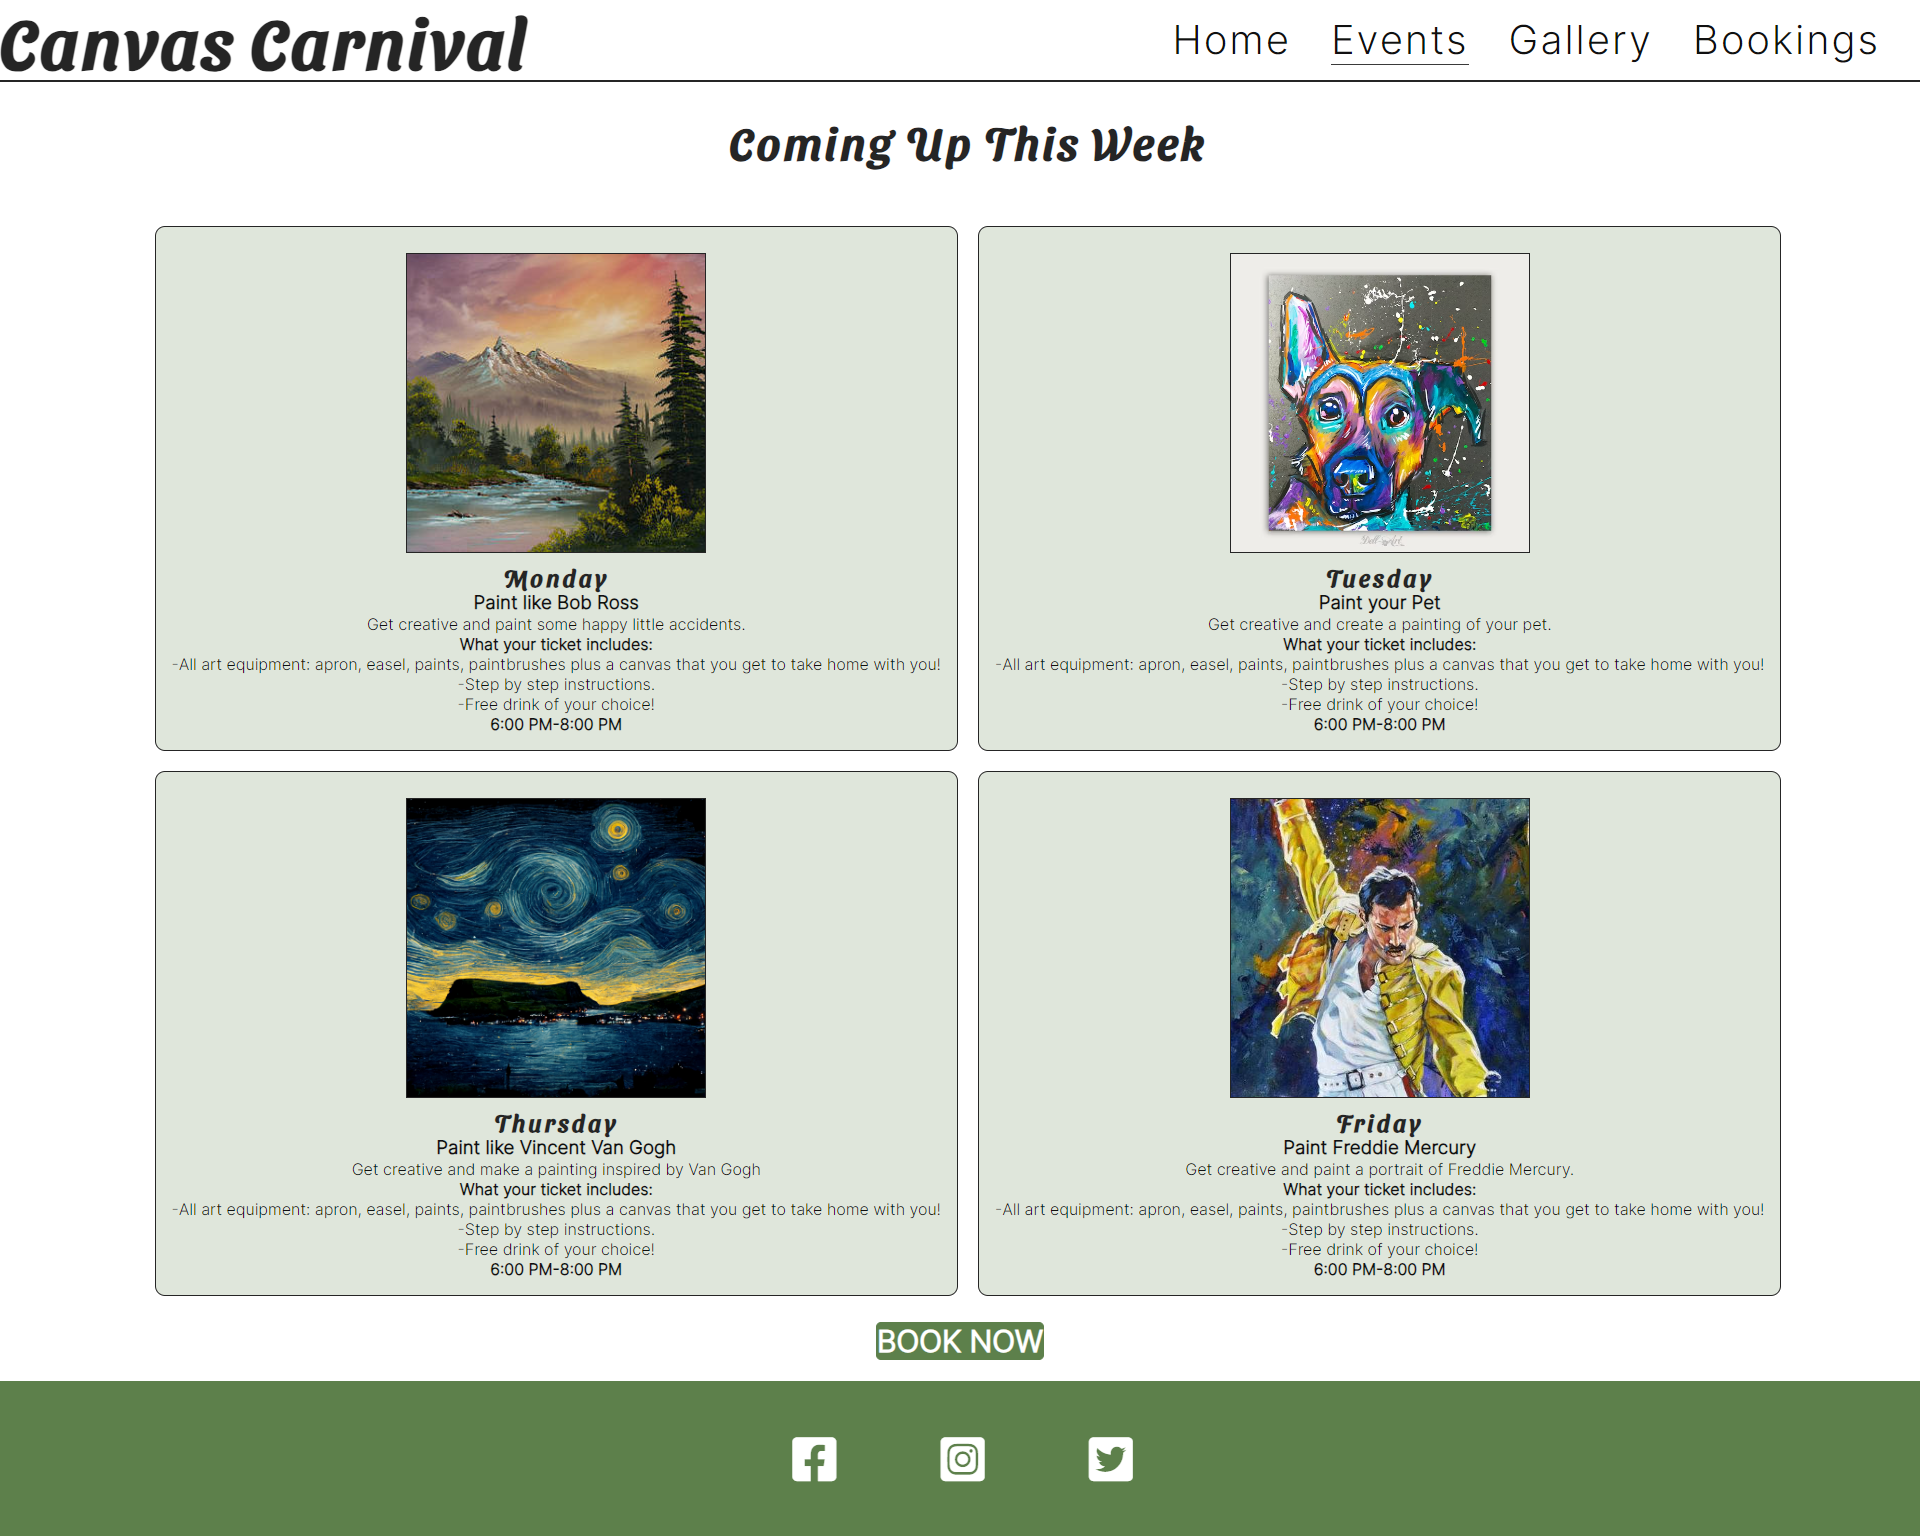 Canvas Carnival
Home Events Gallery Bookings
Coming Up This Week
Monday
Paint like Bob Ross
Get creative and paint some happy little accidents.
What your ticket includes:
-All art equipment: apron, easel, paints, paintbrushes plus a canvas that you get to take home with you!
-Step by step instructions.
-Free drink of your choice!
6:00 PM-8:00 PM
Tuesday
Paint your Pet
Get creative and create a painting of your pet.
What your ticket includes:
-All art equipment: apron, easel, paints, paintbrushes plus a canvas that you get to take home with you!
-Step by step instructions.
-Free drink of your choice!
6:00 PM-8:00 PM
Thursday
Paint like Vincent Van Gogh
Get creative and make a painting inspired by Van Gogh
What your ticket includes:
-All art equipment: apron, easel, paints, paintbrushes plus a canvas that you get to take home with you!
-Step by step instructions.
-Free drink of your choice!
6:00 PM-8:00 PM
Friday
Paint Freddie Mercury
Get creative and paint a portrait of Freddie Mercury.
What your ticket includes:
-All art equipment: apron, easel, paints, paintbrushes plus a canvas that you get to take home with you!
-Step by step instructions.
-Free drink of your choice!
6:00 PM-8:00 PM
BOOK NOW